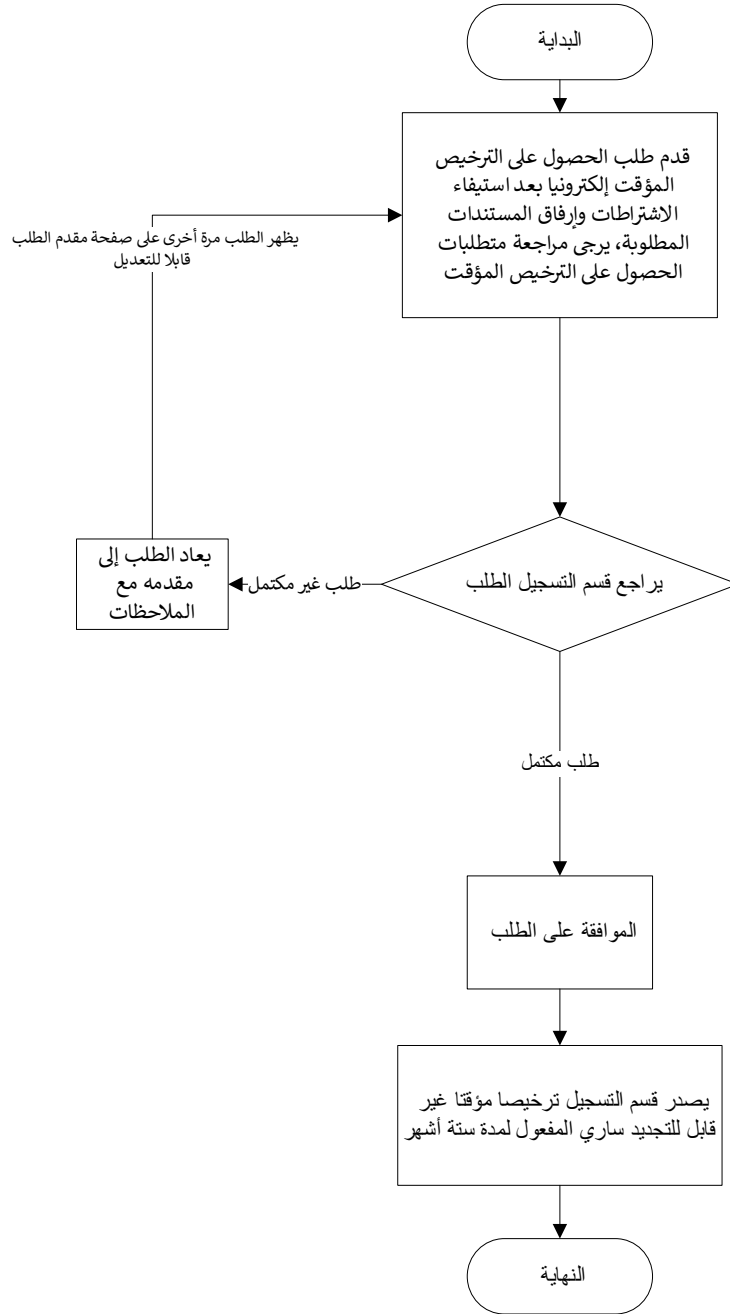 البداية
قدم طلب الحصول على الترخيص
المؤقت إلكترونيا بعد استيفاء
الاشتراطات وإرفاق المستندات
المطلوبة، يرجى مراجعة متطلبات
الحصول على الترخيص المؤقت
يظهر الطلب مرة أخرى على صفحة مقدم الطلب
قابلا للتعديل
يراجع قسم التسجيل الطلب
طلب غير مكتمل
يعاد الطلب إلى
مقدمه مع
الملاحظات
طلب مكتمل
الموافقة على الطلب
يصدر قسم التسجيل ترخيصا مؤقتا غير
قابل للتجديد ساري المفعول لمدة ستة أشهر
النهاية